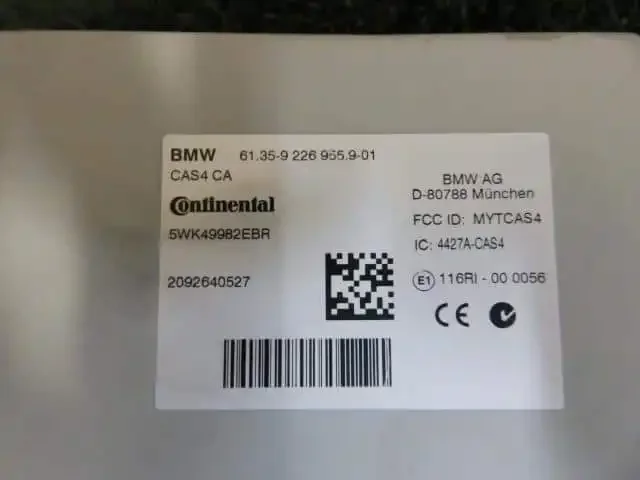 BMW 61.35-9 226 955.9-01
CAS4 CA
Continental
5WK49982EBR
2092640527
BMW AG
D-80788 München
FCC ID: MYTCAS4
IC: 4427A-CAS4
E1 116RI - 00 0056
CE